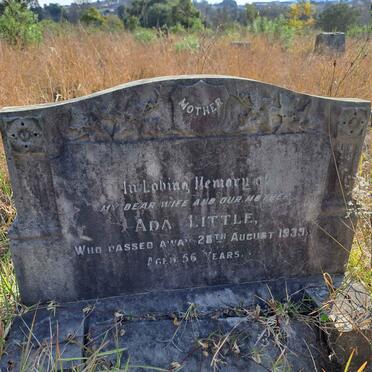 MOTHER
In Loving Memory of
MY DEAR WIFE AND OUR MOTHER
ADA LITTLE,
WHO PASSED AWAY 28TH AUGUST 1939,
AGED 56 YEARS.